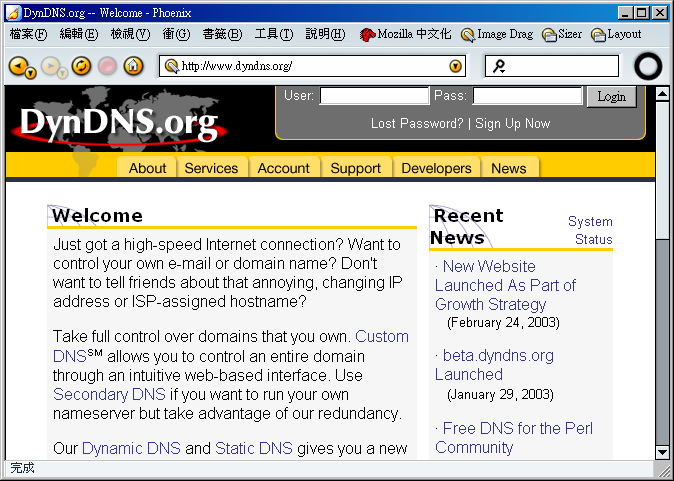 DynDNS.org -- Welcome - Phoenix
檔案(F) 編輯(E) 檢視(V) 衝(G) 書籤(B) 工具(T) 說明(H) Mozilla 中文化 Image Drag Sizer Layout
http://www.dyndns.org/
DynDNS.org
User: Pass: Login
Lost Password? | Sign Up Now
About Services Account Support Developers News
Welcome
Just got a high-speed Internet connection? Want to
control your own e-mail or domain name? Don't
want to tell friends about that annoying, changing IP
address or ISP-assigned hostname?
Take full control over domains that you own. Custom
DNS℠ allows you to control an entire domain
through an intuitive web-based interface. Use
Secondary DNS if you want to run your own
nameserver but take advantage of our redundancy.
Our Dynamic DNS and Static DNS gives you a new
Recent
News
System
Status
· New Website
Launched As Part of
Growth Strategy
(February 24, 2003)
· beta.dyndns.org
Launched
(January 29, 2003)
· Free DNS for the Perl
Community
完成